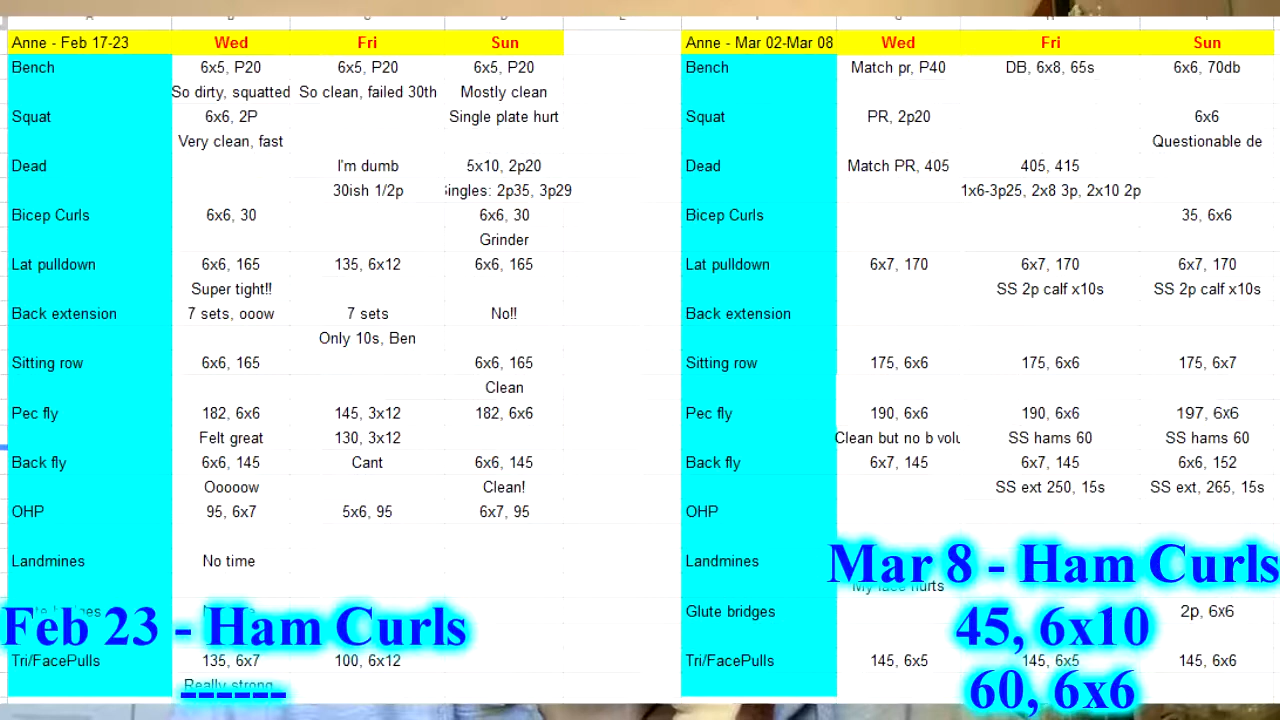 Anne - Feb 17-23 Wed Fri Sun
Bench 6x5, P20 6x5, P20 6x5, P20
So dirty, squatted So clean, failed 30th Mostly clean
Squat 6x6, 2P Single plate hurt
Very clean, fast
Dead I'm dumb 5x10, 2p20
30ish 1/2p ingles: 2p35, 3p29
Bicep Curls 6x6, 30 6x6, 30
Grinder
Lat pulldown 6x6, 165 135, 6x12 6x6, 165
Super tight!!
Back extension 7 sets, ooow 7 sets No!!
Only 10s, Ben
Sitting row 6x6, 165 6x6, 165
Clean
Pec fly 182, 6x6 145, 3x12 182, 6x6
Felt great 130, 3x12
Back fly 6x6, 145 Cant 6x6, 145
Ooooow Clean!
OHP 95, 6x7 5x6, 95 6x7, 95
Landmines No time
Feb 23 - Ham Curls
Tri/FacePulls 135, 6x7 100, 6x12
Really strong
------
Anne - Mar 02-Mar 08 Wed Fri Sun
Bench Match pr, P40 DB, 6x8, 65s 6x6, 70db
Squat PR, 2p20 6x6
Questionable de
Dead Match PR, 405 405, 415
1x6-3p25, 2x8 3p, 2x10 2p
Bicep Curls 35, 6x6
Lat pulldown 6x7, 170 6x7, 170 6x7, 170
SS 2p calf x10s SS 2p calf x10s
Back extension
Sitting row 175, 6x6 175, 6x6 175, 6x7
Pec fly 190, 6x6 190, 6x6 197, 6x6
Clean but no b volu SS hams 60 SS hams 60
Back fly 6x7, 145 6x7, 145 6x6, 152
SS ext 250, 15s SS ext, 265, 15s
OHP
Landmines
Mar 8 - Ham Curls
My face hurts
Glute bridges 2p, 6x6
45, 6x10
Tri/FacePulls 145, 6x5 145, 6x5 145, 6x6
60, 6x6